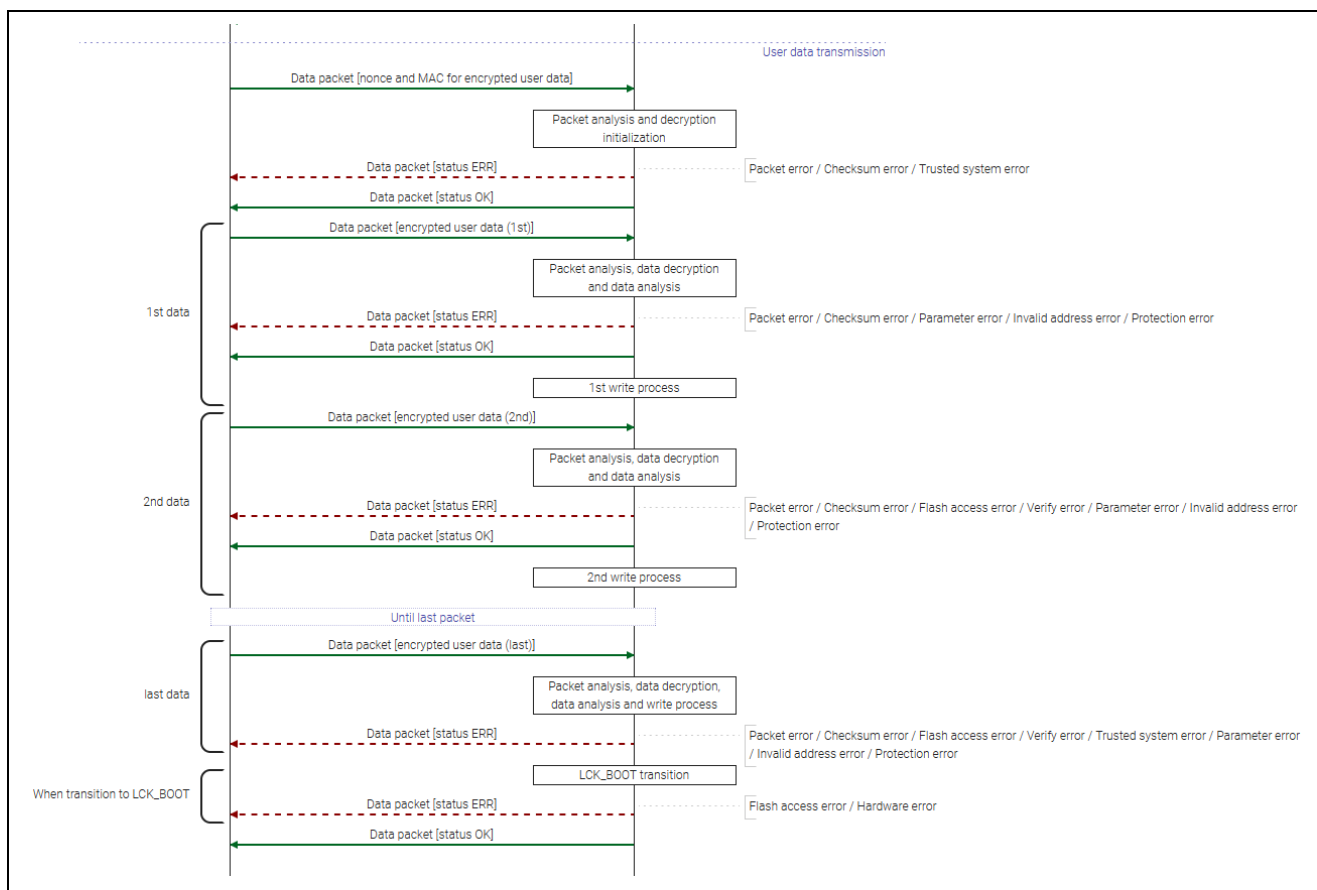 User data transmission
Data packet [nonce and MAC for encrypted user data]
Packet analysis and decryption
initialization
Data packet [status ERR]
Packet error / Checksum error / Trusted system error
Data packet [status OK]
Data packet [encrypted user data (1st)]
Packet analysis, data decryption
and data analysis
1st data
Data packet [status ERR]
Packet error / Checksum error / Parameter error / Invalid address error / Protection error
Data packet [status OK]
1st write process
Data packet [encrypted user data (2nd)]
Packet analysis, data decryption
and data analysis
2nd data
Data packet [status ERR]
Packet error / Checksum error / Flash access error / Verify error / Parameter error / Invalid address error
/ Protection error
Data packet [status OK]
2nd write process
Until last packet
Data packet [encrypted user data (last)]
Packet analysis, data decryption,
data analysis and write process
last data
Data packet [status ERR]
Packet error / Checksum error / Flash access error / Verify error / Trusted system error / Parameter error
/ Invalid address error / Protection error
LCK_BOOT transition
When transition to LCK_BOOT
Data packet [status ERR]
Flash access error / Hardware error
Data packet [status OK]